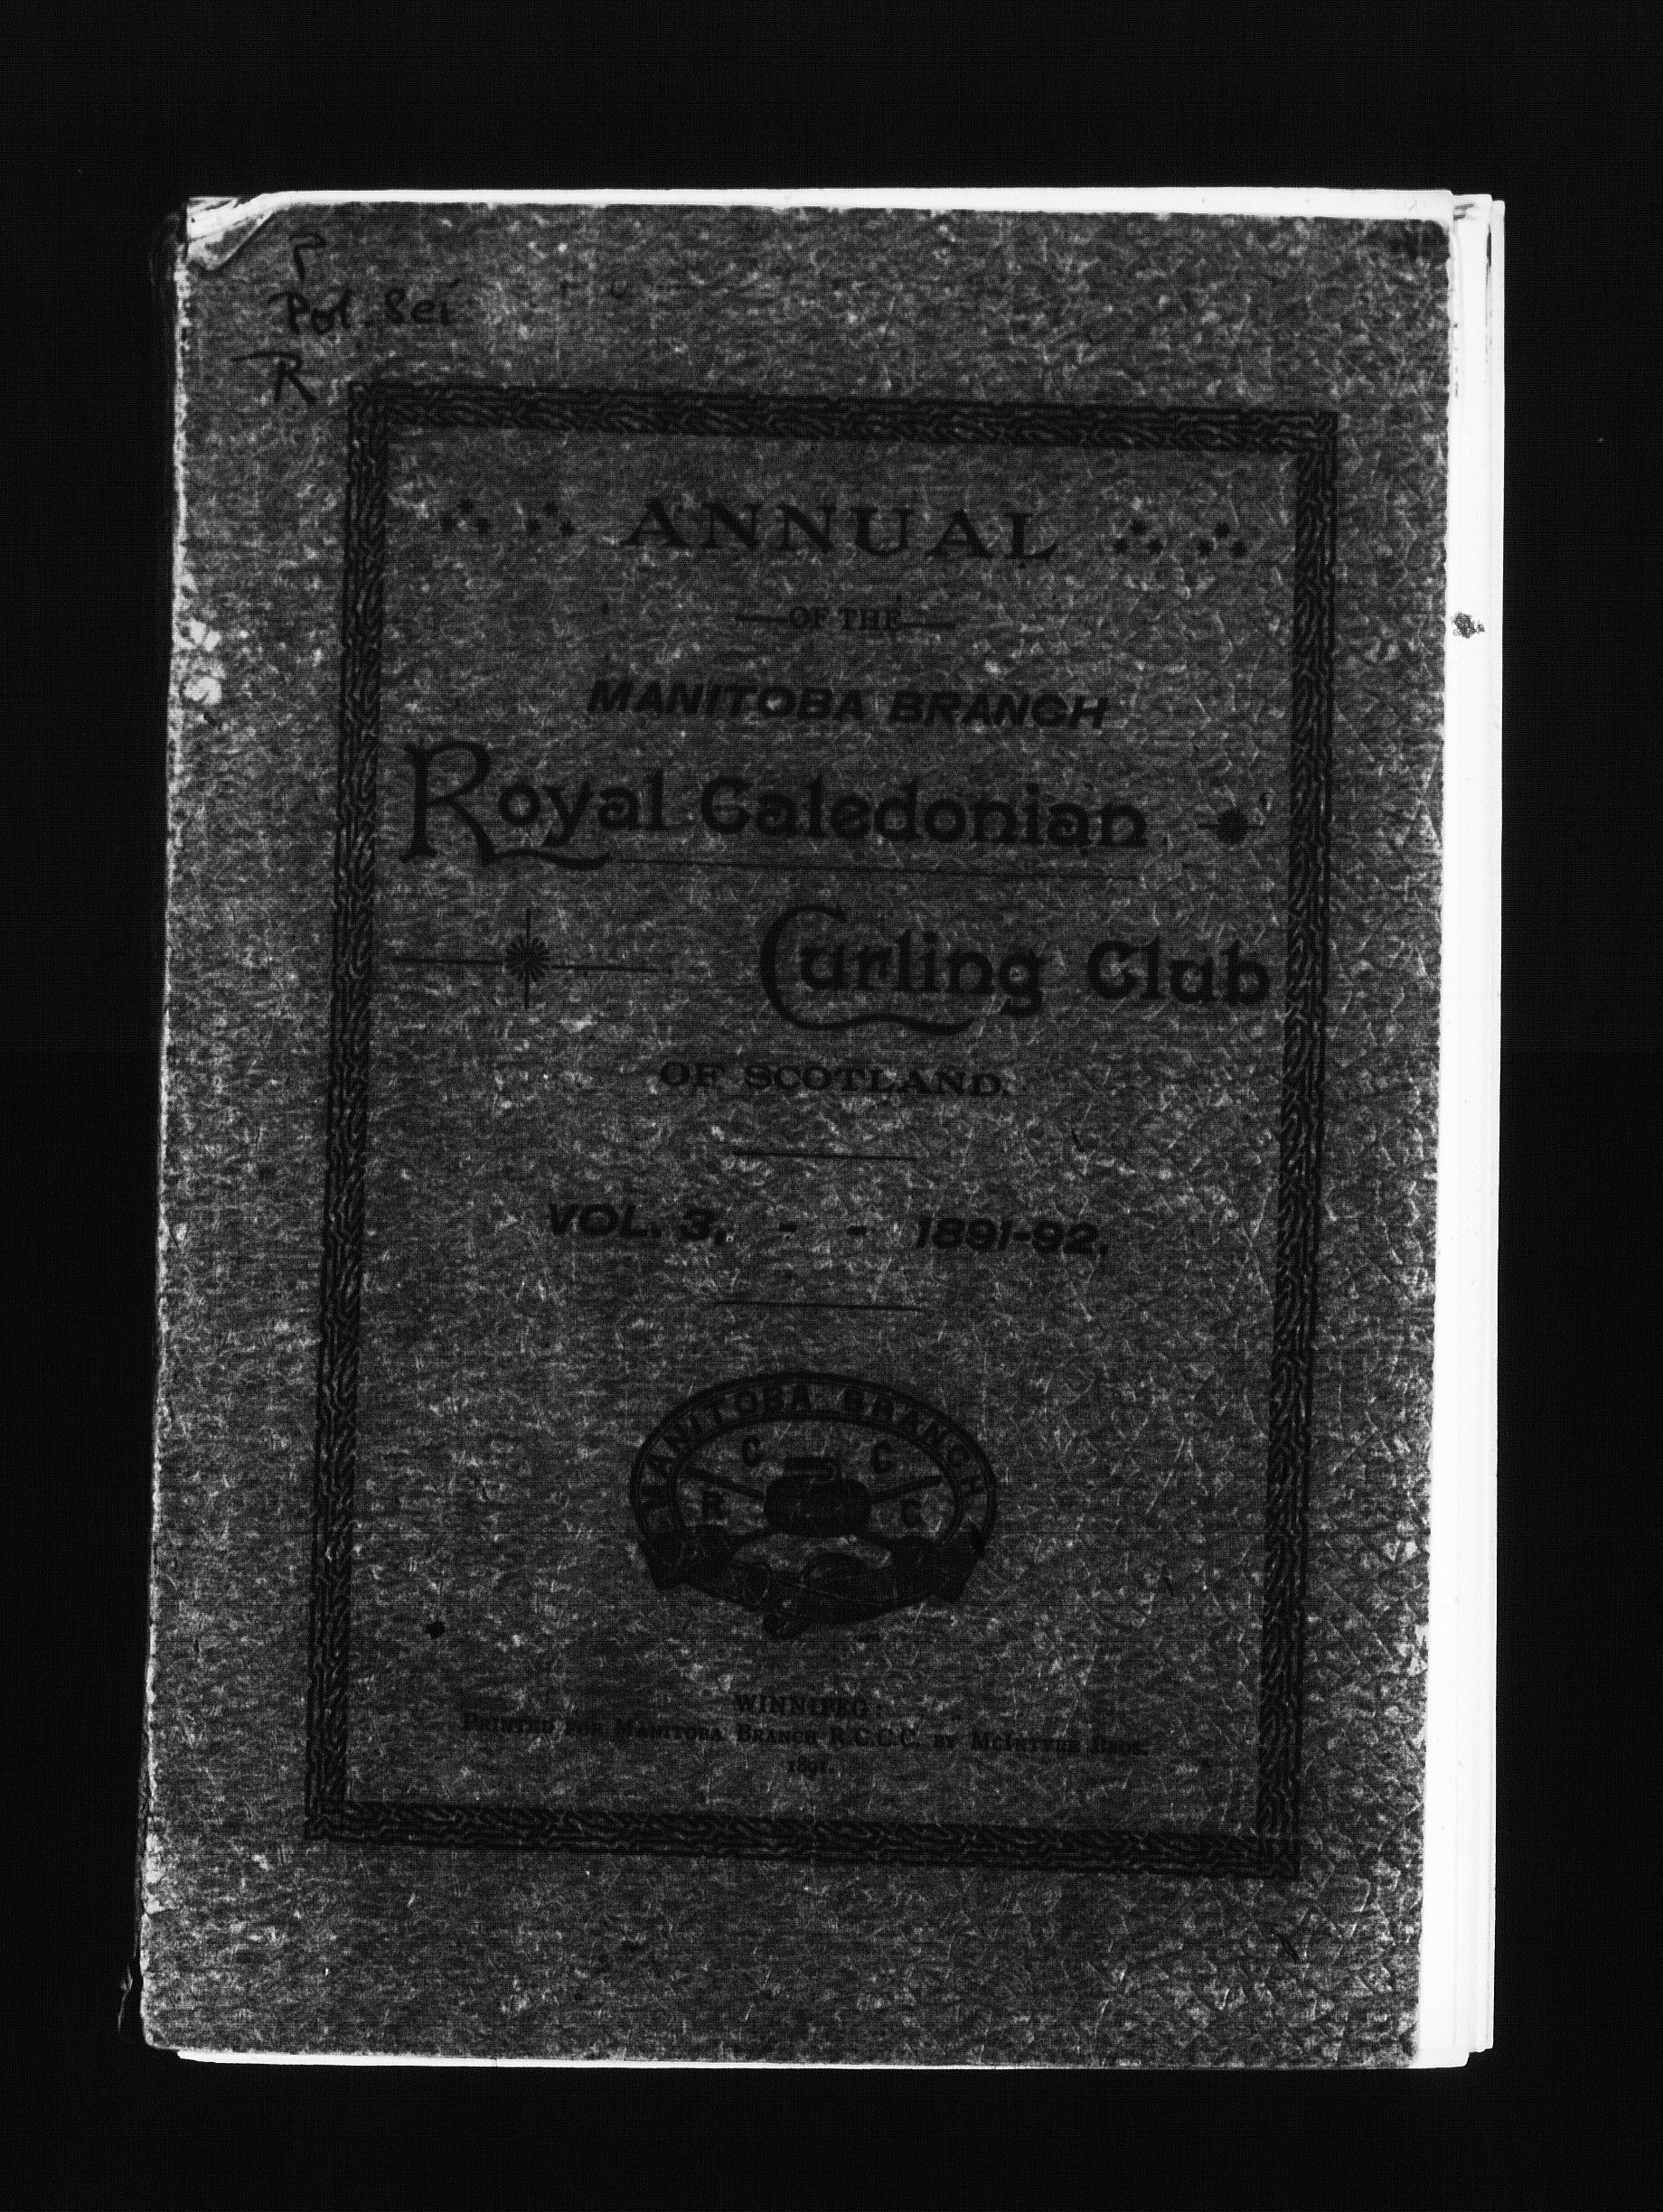 P
Pol. Sci.
R
ANNUAL
—OF THE—
MANITOBA BRANCH
Royal Caledonian
Curling Club
OF SCOTLAND.
VOL. 3, - - 1891-92.
MANITOBA BRANCH
R C C C
WINNIPEG:
PRINTED FOR MANITOBA BRANCH R.C.C.C. BY MCINTYRE BROS.
1891.